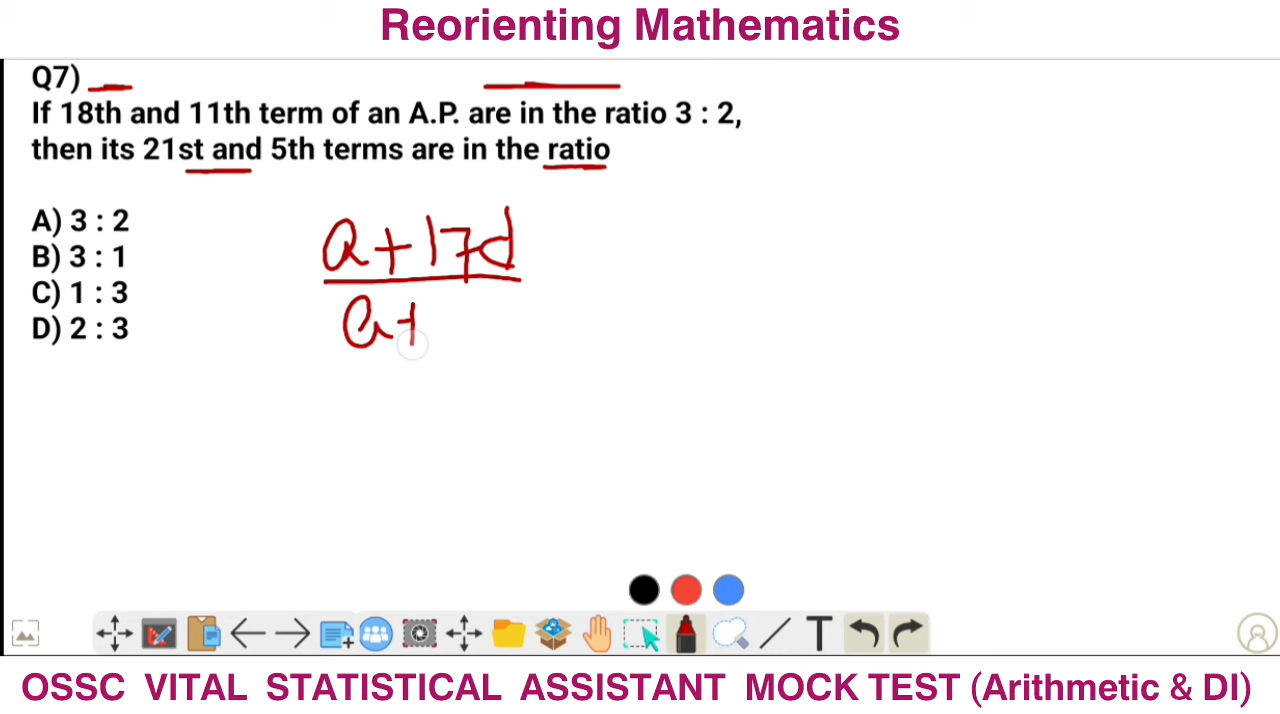 Reorienting Mathematics
Q7)
If 18th and 11th term of an A.P. are in the ratio 3 : 2,
then its 21st and 5th terms are in the ratio
A) 3 : 2
B) 3 : 1
C) 1 : 3
D) 2 : 3
a+17d
a+
T
OSSC VITAL STATISTICAL ASSISTANT MOCK TEST (Arithmetic & DI)